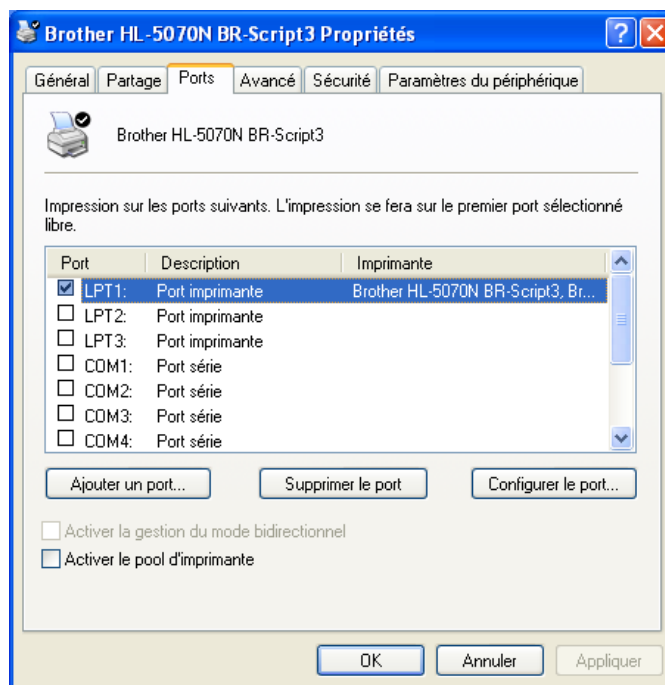 Brother HL-5070N BR-Script3 Propriétés
Général Partage Ports Avancé Sécurité Paramètres du périphérique
Brother HL-5070N BR-Script3
Impression sur les ports suivants. L'impression se fera sur le premier port sélectionné
libre.
Port Description Imprimante
LPT1: Port imprimante Brother HL-5070N BR-Script3, Br...
LPT2: Port imprimante
LPT3: Port imprimante
COM1: Port série
COM2: Port série
COM3: Port série
COM4: Port série
Ajouter un port... Supprimer le port Configurer le port...
Activer la gestion du mode bidirectionnel
Activer le pool d'imprimante
OK Annuler Appliquer